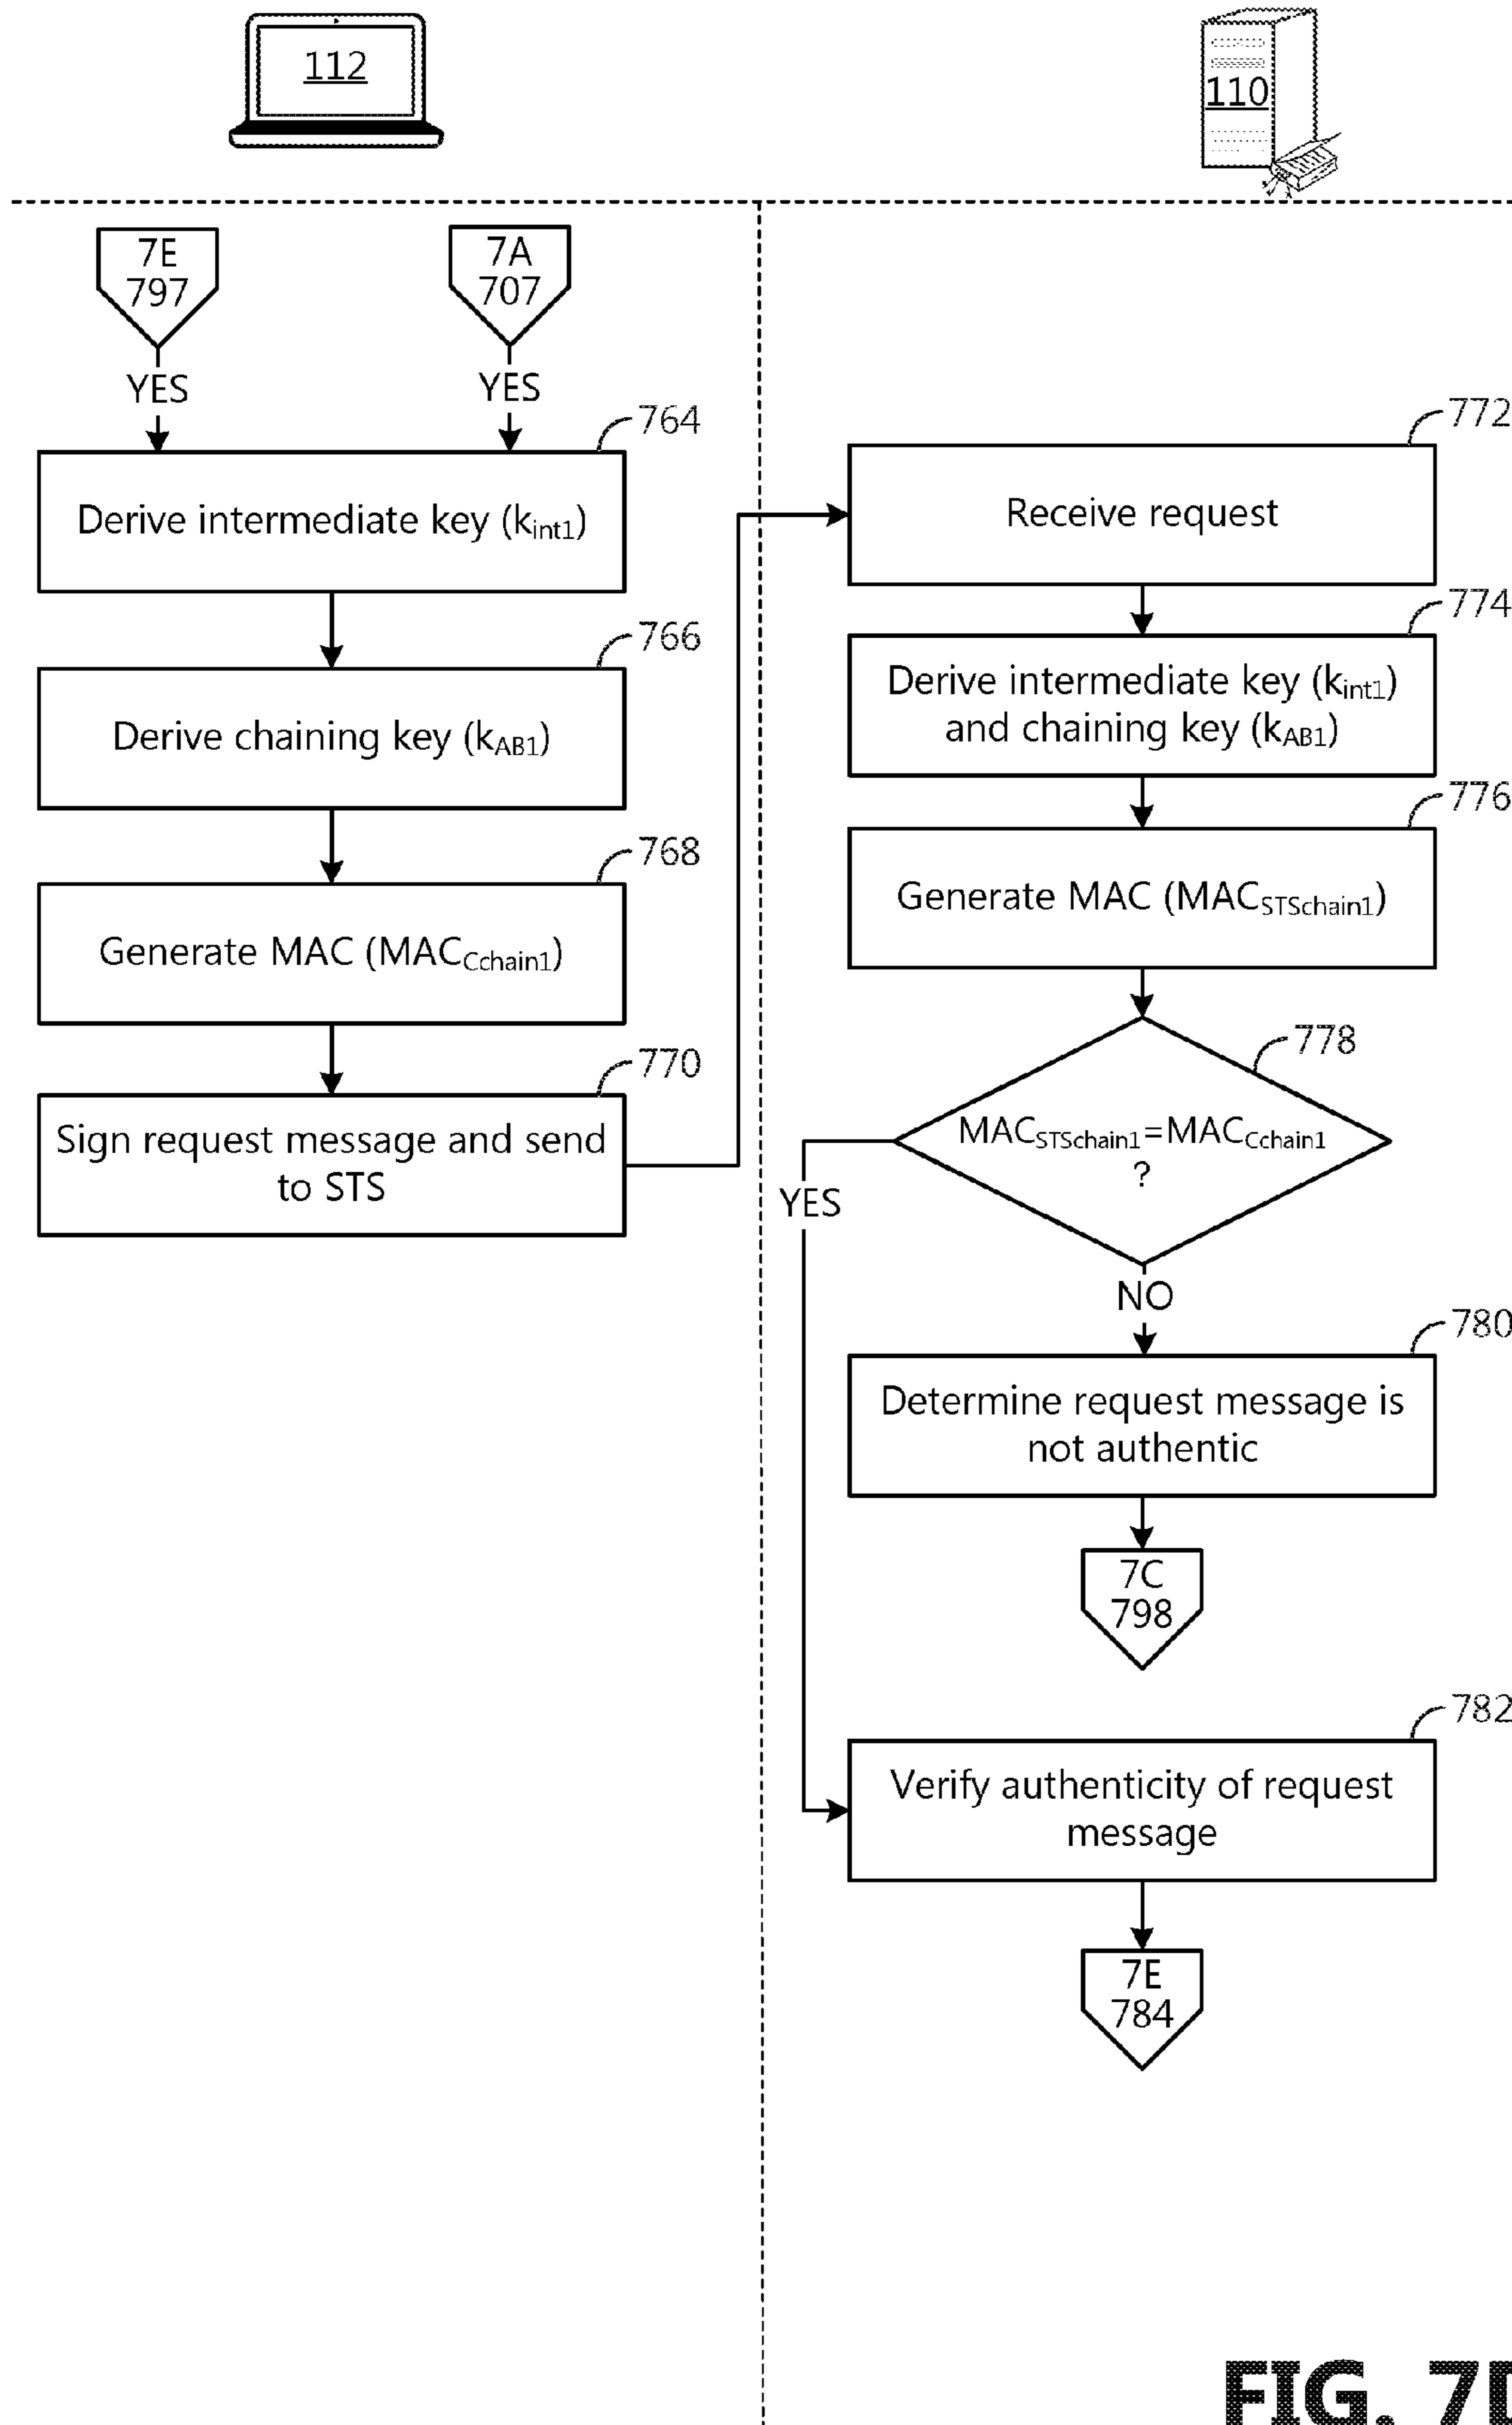 112
110
7E
797
7A
707
YES
YES
764
Derive intermediate key (kint1)
766
Derive chaining key (kAB1)
768
Generate MAC (MACCchain1)
770
Sign request message and send
to STS
772
Receive request
774
Derive intermediate key (kint1)
and chaining key (kAB1)
776
Generate MAC (MACSTSchain1)
778
MACSTSchain1=MACCchain1
?
YES
NO
780
Determine request message is
not authentic
7C
798
782
Verify authenticity of request
message
7E
784
FIG.